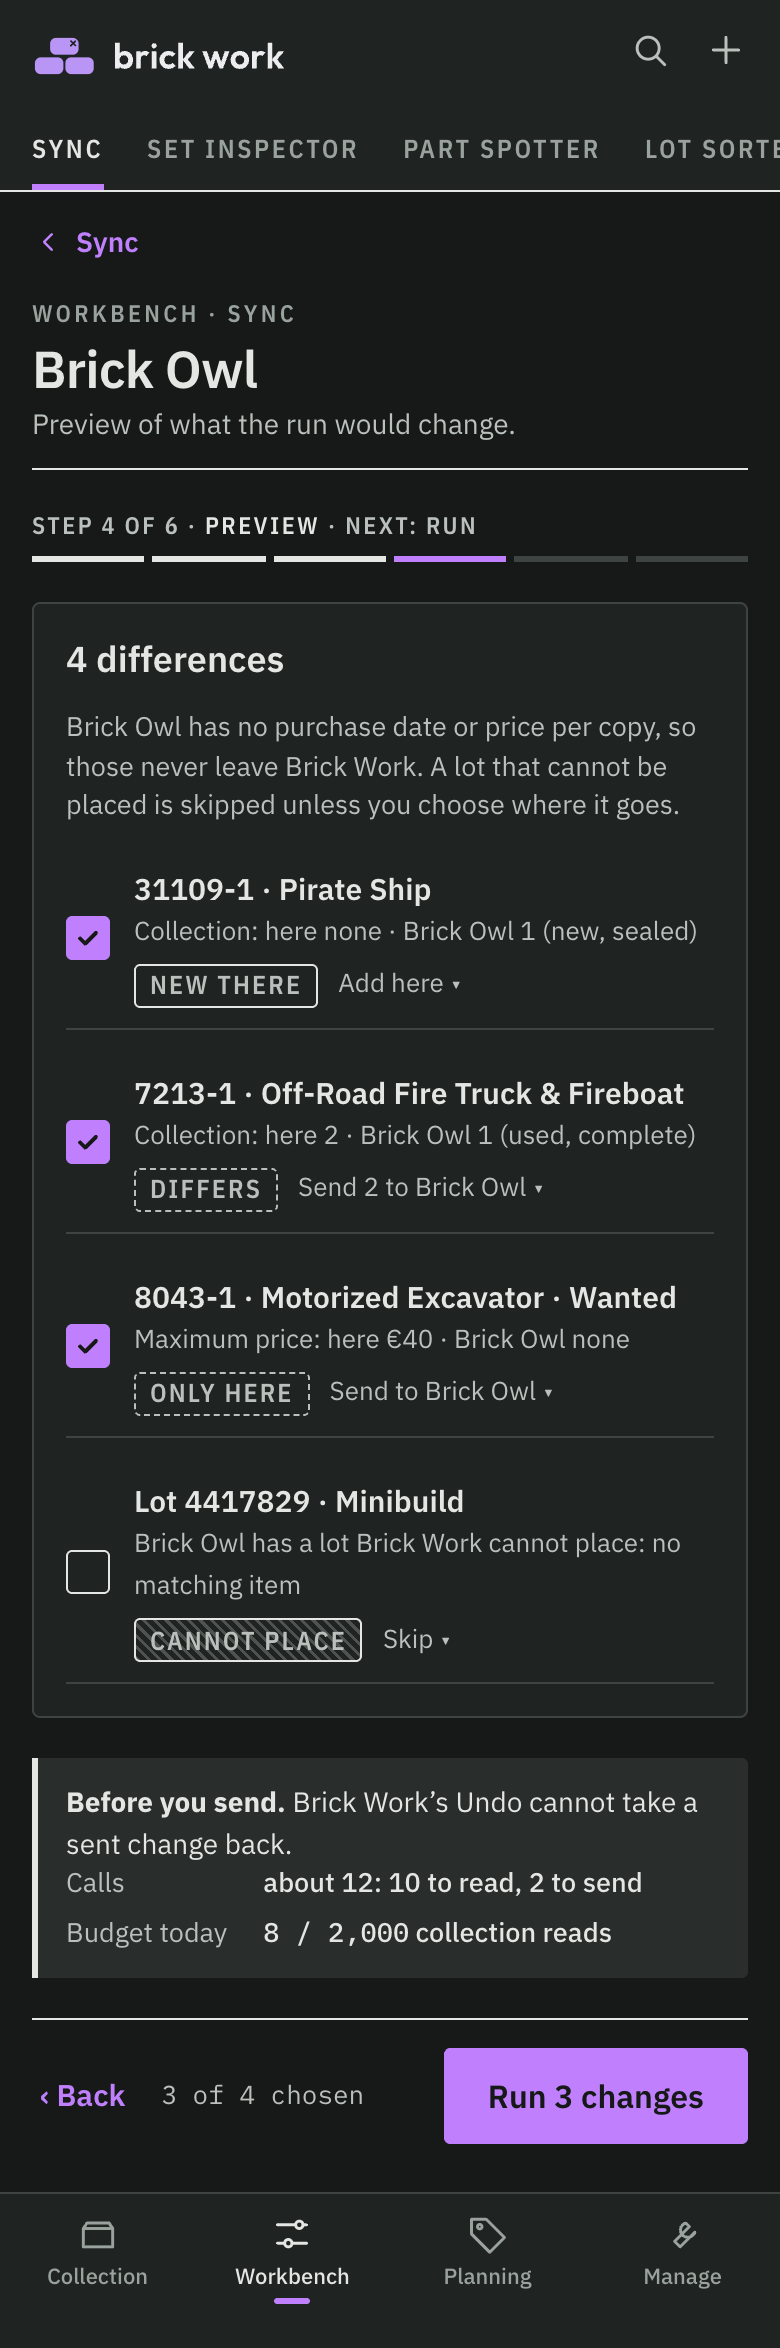 brick work
SYNC SET INSPECTOR PART SPOTTER LOT SORTE
‹ Sync
WORKBENCH · SYNC
Brick Owl
Preview of what the run would change.
STEP 4 OF 6 · PREVIEW · NEXT: RUN
4 differences
Brick Owl has no purchase date or price per copy, so
those never leave Brick Work. A lot that cannot be
placed is skipped unless you choose where it goes.
31109-1 · Pirate Ship
Collection: here none · Brick Owl 1 (new, sealed)
NEW THERE Add here ▾
7213-1 · Off-Road Fire Truck & Fireboat
Collection: here 2 · Brick Owl 1 (used, complete)
DIFFERS Send 2 to Brick Owl ▾
8043-1 · Motorized Excavator · Wanted
Maximum price: here €40 · Brick Owl none
ONLY HERE Send to Brick Owl ▾
Lot 4417829 · Minibuild
Brick Owl has a lot Brick Work cannot place: no
matching item
CANNOT PLACE Skip ▾
Before you send. Brick Work’s Undo cannot take a
sent change back.
Calls about 12: 10 to read, 2 to send
Budget today 8 / 2,000 collection reads
‹ Back 3 of 4 chosen Run 3 changes
Collection Workbench Planning Manage